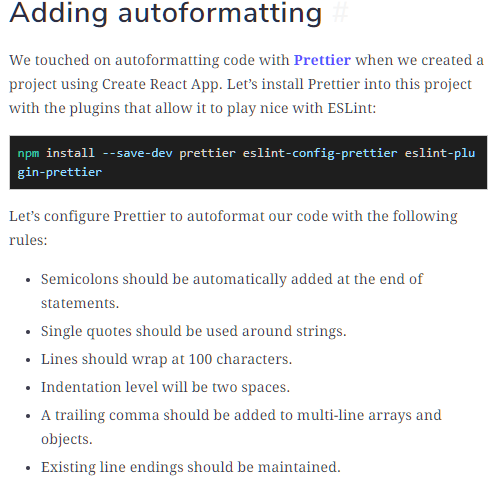 Adding autoformatting #
We touched on autoformatting code with Prettier when we created a
project using Create React App. Let’s install Prettier into this project
with the plugins that allow it to play nice with ESLint:
npm install --save-dev prettier eslint-config-prettier eslint-plu
gin-prettier
Let’s configure Prettier to autoformat our code with the following
rules:
• Semicolons should be automatically added at the end of
statements.
• Single quotes should be used around strings.
• Lines should wrap at 100 characters.
• Indentation level will be two spaces.
• A trailing comma should be added to multi-line arrays and
objects.
• Existing line endings should be maintained.